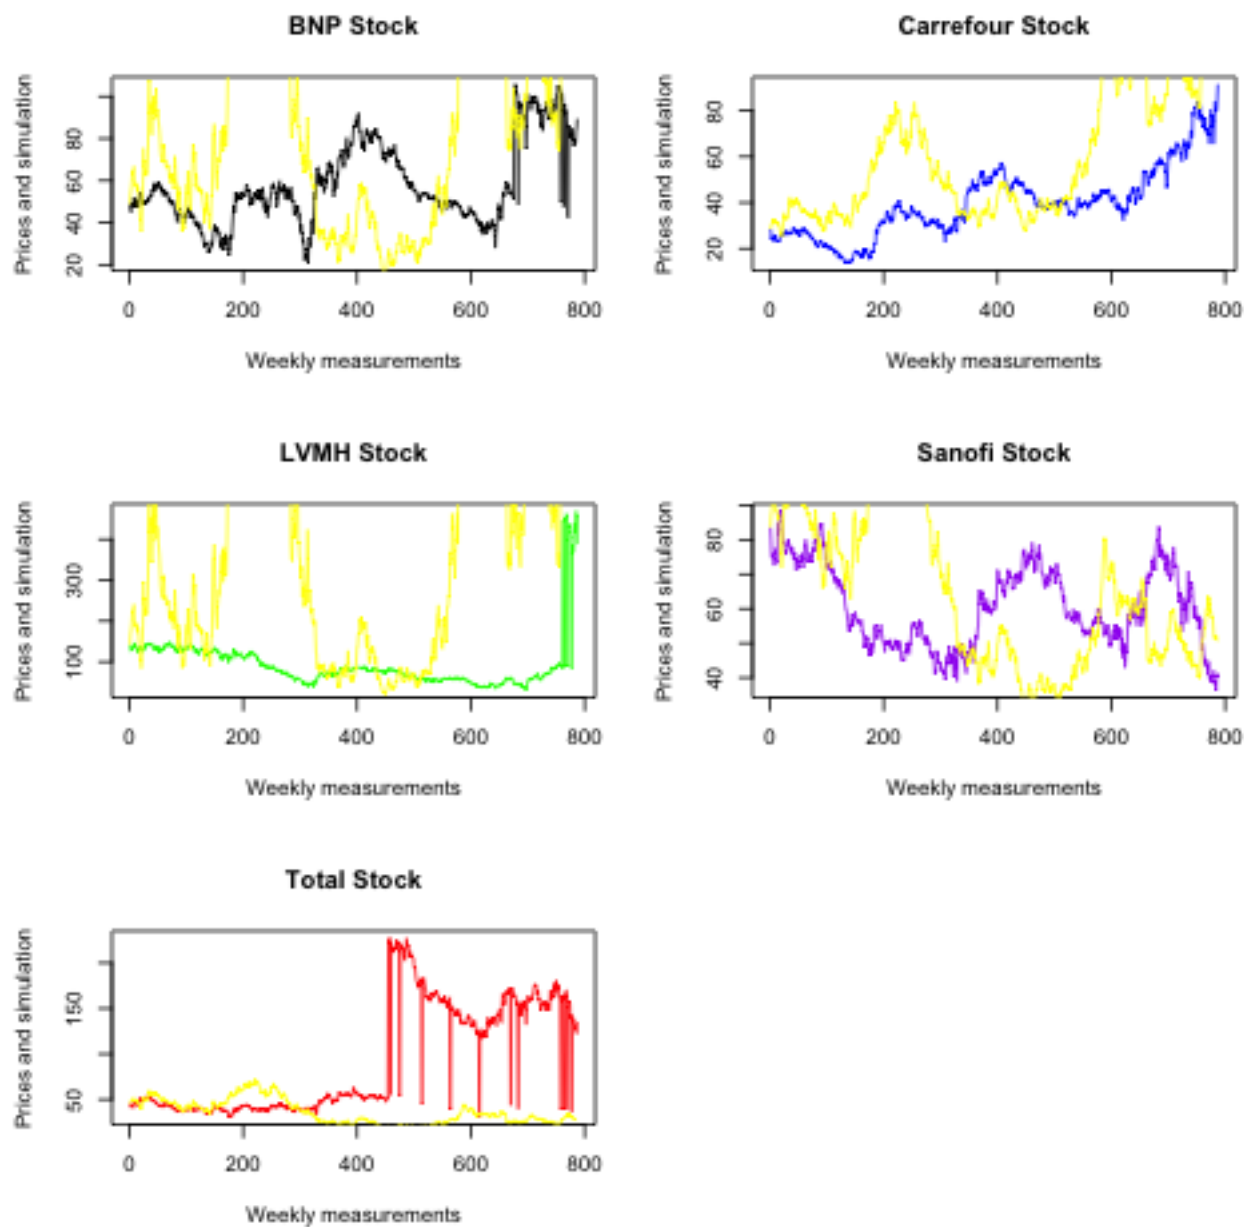 BNP Stock
Prices and simulation
20 40 60 80
0 200 400 600 800
Weekly measurements
Carrefour Stock
Prices and simulation
20 40 60 80
0 200 400 600 800
Weekly measurements
LVMH Stock
Prices and simulation
100 300
0 200 400 600 800
Weekly measurements
Sanofi Stock
Prices and simulation
40 60 80
0 200 400 600 800
Weekly measurements
Total Stock
Prices and simulation
50 150
0 200 400 600 800
Weekly measurements